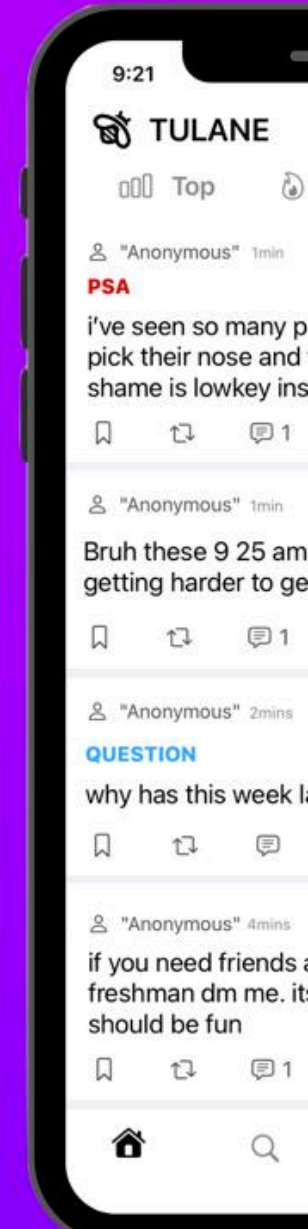 9:21
TULANE
Top
"Anonymous" 1min
PSA
i've seen so many p
pick their nose and
shame is lowkey ins
1
"Anonymous" 1min
Bruh these 9 25 am
getting harder to ge
1
"Anonymous" 2mins
QUESTION
why has this week la
"Anonymous" 4mins
if you need friends a
freshman dm me. its
should be fun
1